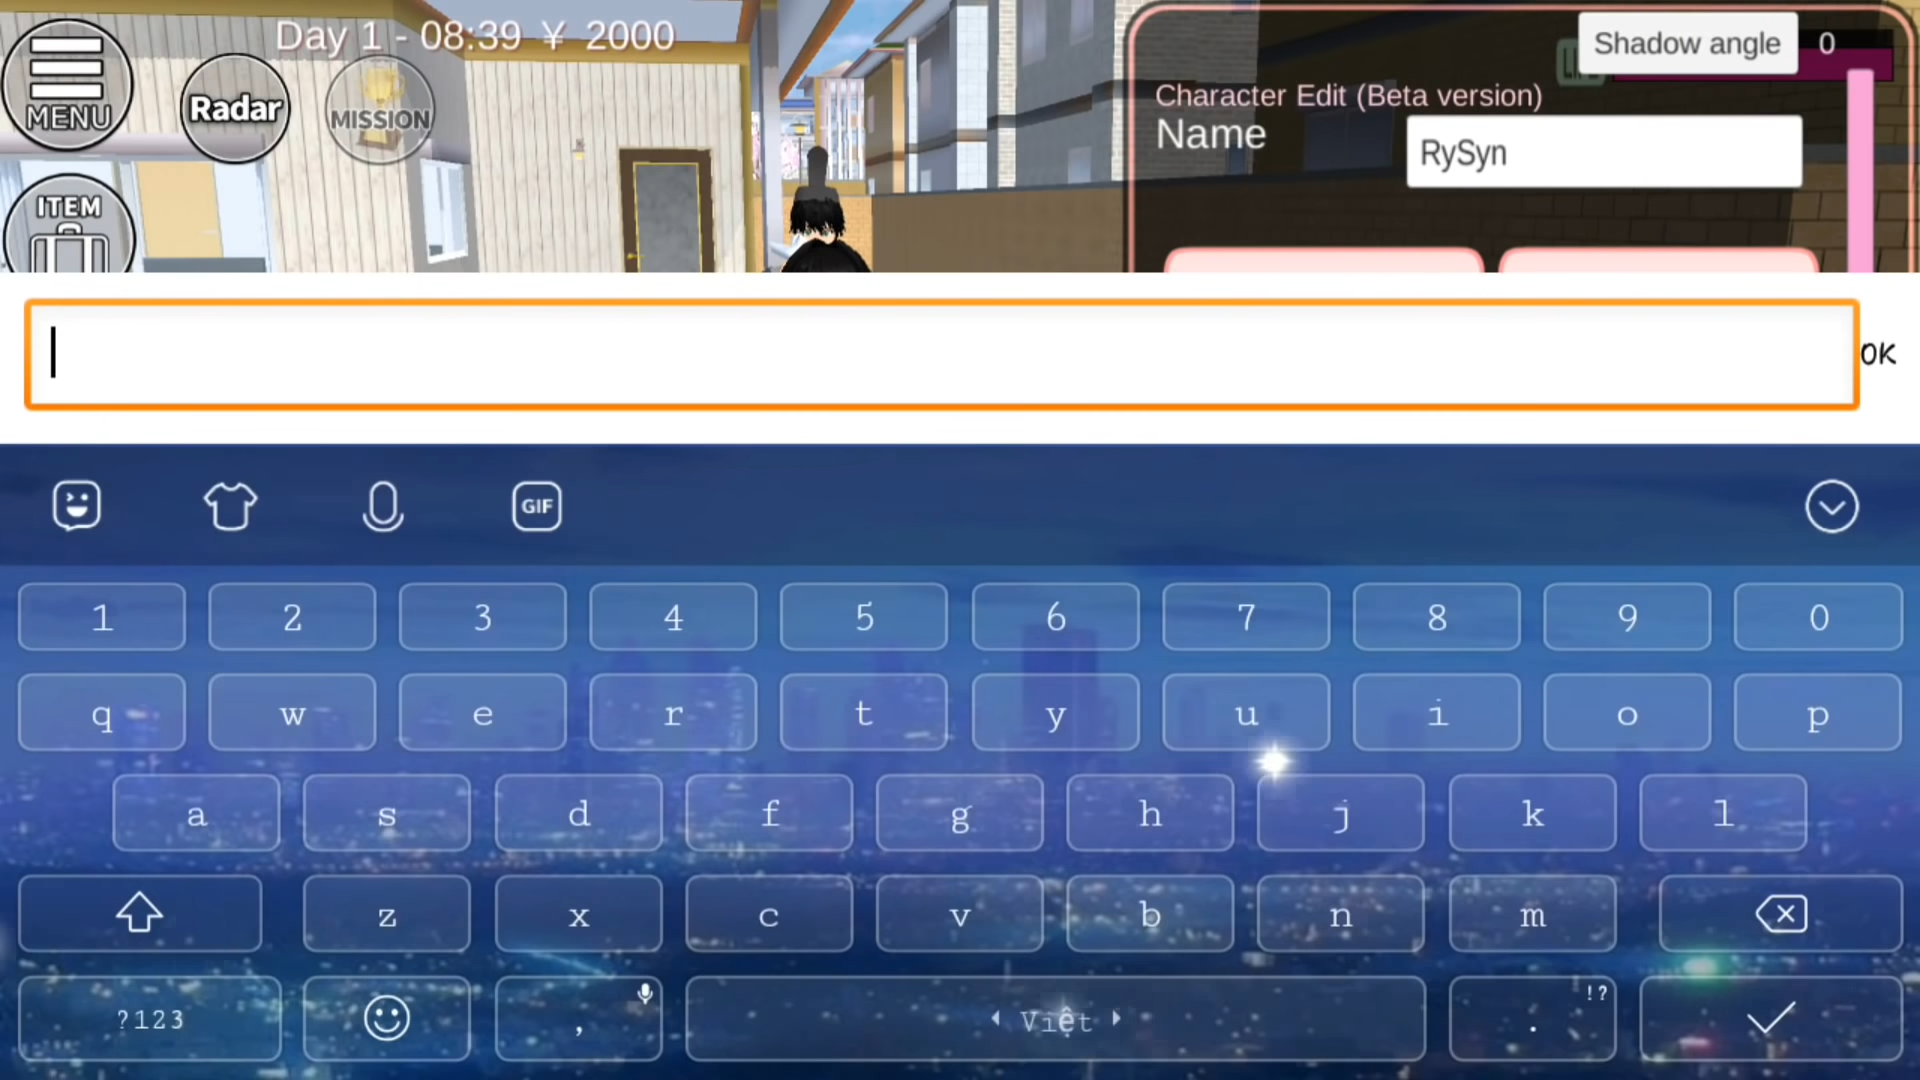 Day 1 - 08:39 ¥ 2000
Shadow angle
0
MENU
Radar
MISSION
Character Edit (Beta version)
Name
RySyn
ITEM
OK
GIF
1 2 3 4 5 6 7 8 9 0
q w e r t y u i o p
a s d f g h j k l
z x c v b n m
?123
,
Việt
. !?